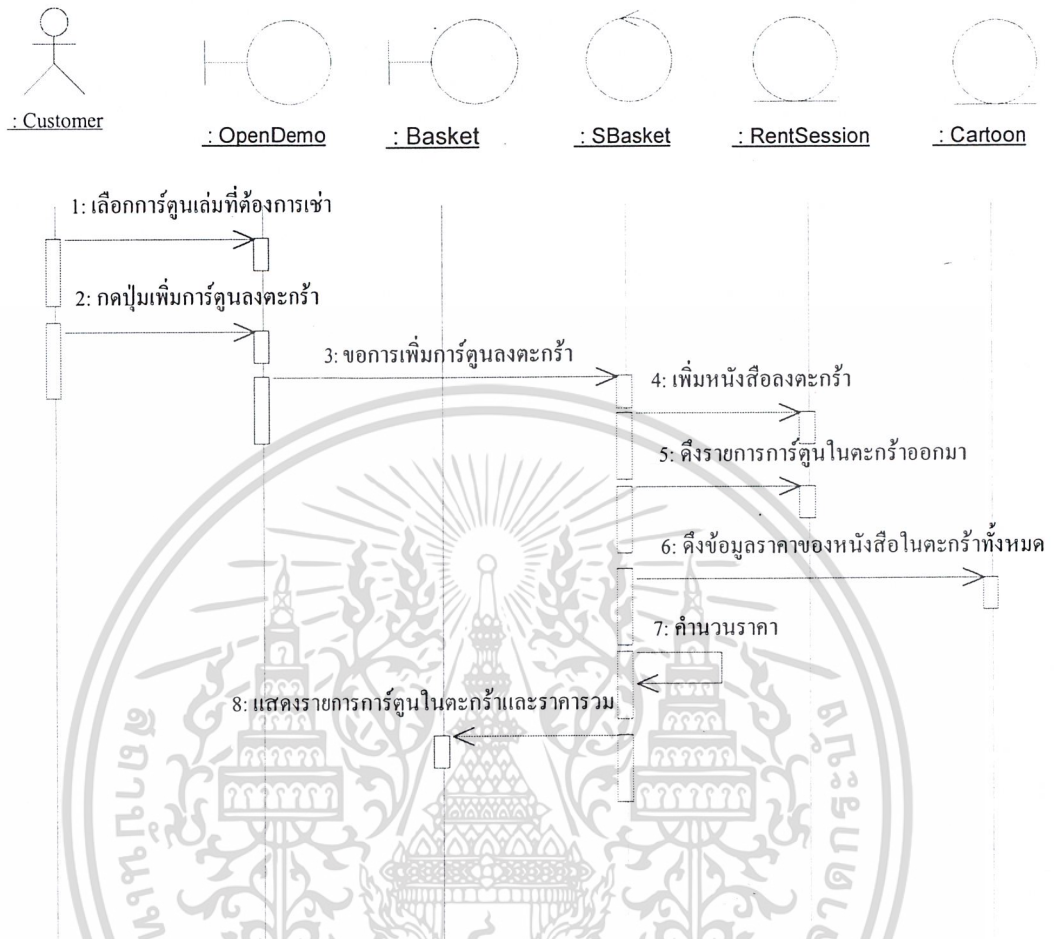 : Customer
: OpenDemo
: Basket
: SBasket
: RentSession
: Cartoon
1: เลือกการ์ตูนเล่มที่ต้องการเช่า
2: กดปุ่มเพิ่มการ์ตูนลงตะกร้า
3: ขอการเพิ่มการ์ตูนลงตะกร้า
4: เพิ่มหนังสือลงตะกร้า
5: ดึงรายการการ์ตูนในตะกร้าออกมา
6: ดึงข้อมูลราคาของหนังสือในตะกร้าทั้งหมด
7: คำนวนราคา
8: แสดงรายการการ์ตูนในตะกร้าและราคารวม